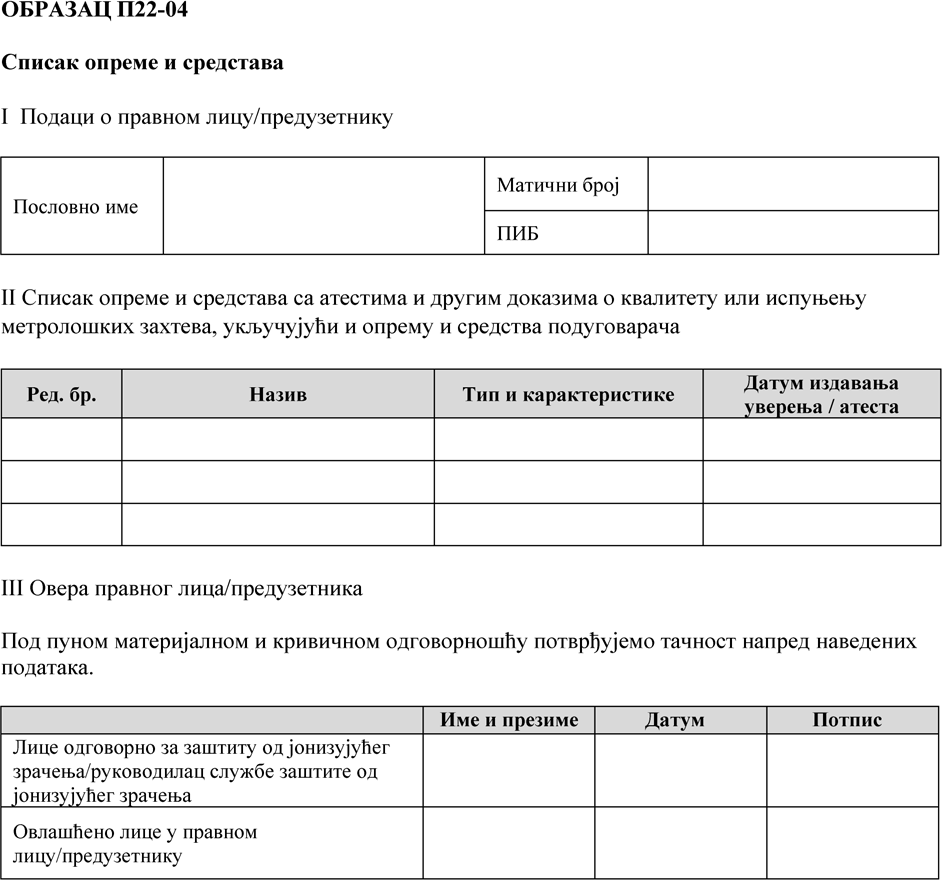 ОБРАЗАЦ П22-04
Списак опреме и средстава
I Подаци о правном лицу/предузетнику
Пословно име
Матични број
ПИБ
II Списак опреме и средстава са атестима и другим доказима о квалитету или испуњењу
метролошких захтева, укључујући и опрему и средства подуговарача
Ред. бр.
Назив
Тип и карактеристике
Датум издавања
уверења / атеста
III Овера правног лица/предузетника
Под пуном материјалном и кривичном одговорношћу потврђујемо тачност напред наведених
података.
Име и презиме
Датум
Потпис
Лице одговорно за заштиту од јонизујућег
зрачења/руководилац службе заштите од
јонизујућег зрачења
Овлашћено лице у правном
лицу/предузетнику